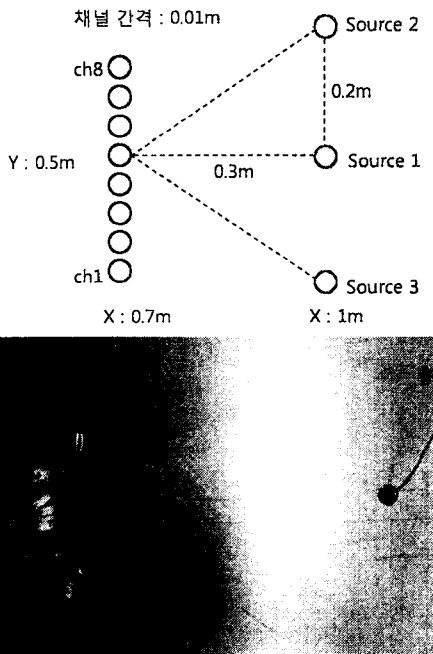 채널 간격 : 0.01m
Source 2
ch8
0.2m
Y : 0.5m
0.3m
Source 1
ch1
Source 3
X : 0.7m
X : 1m